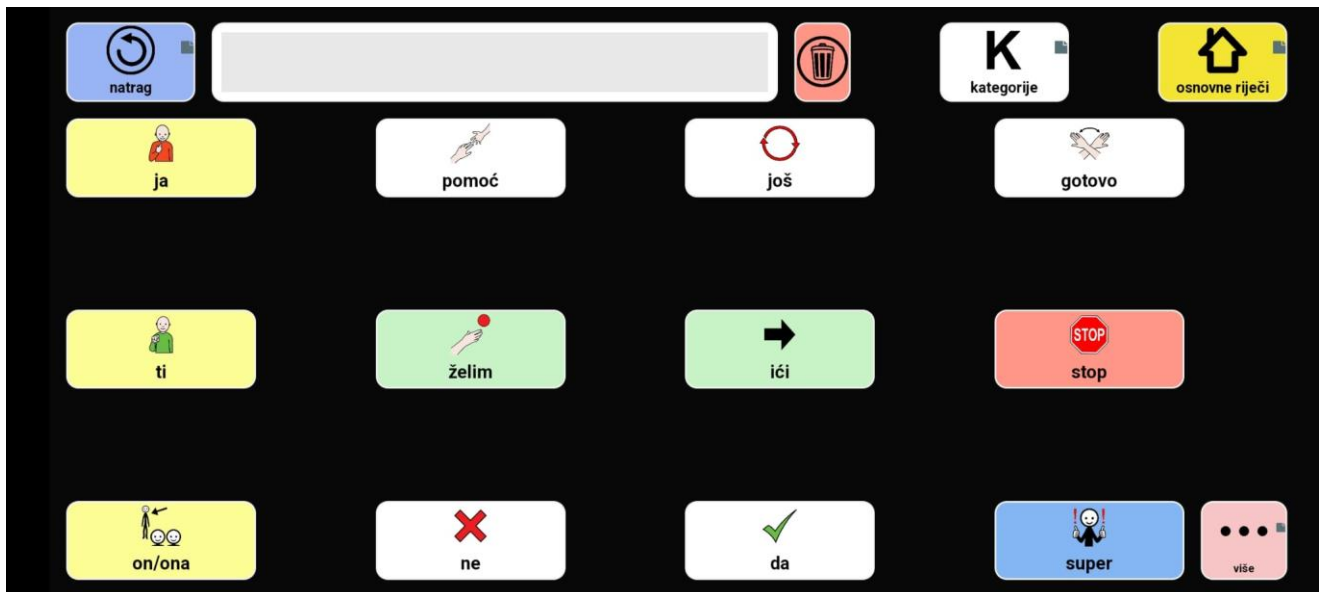 natrag
K
kategorije
osnovne riječi
ja
pomoć
još
gotovo
ti
želim
ići
STOP
stop
on/ona
ne
da
!
!
super
više